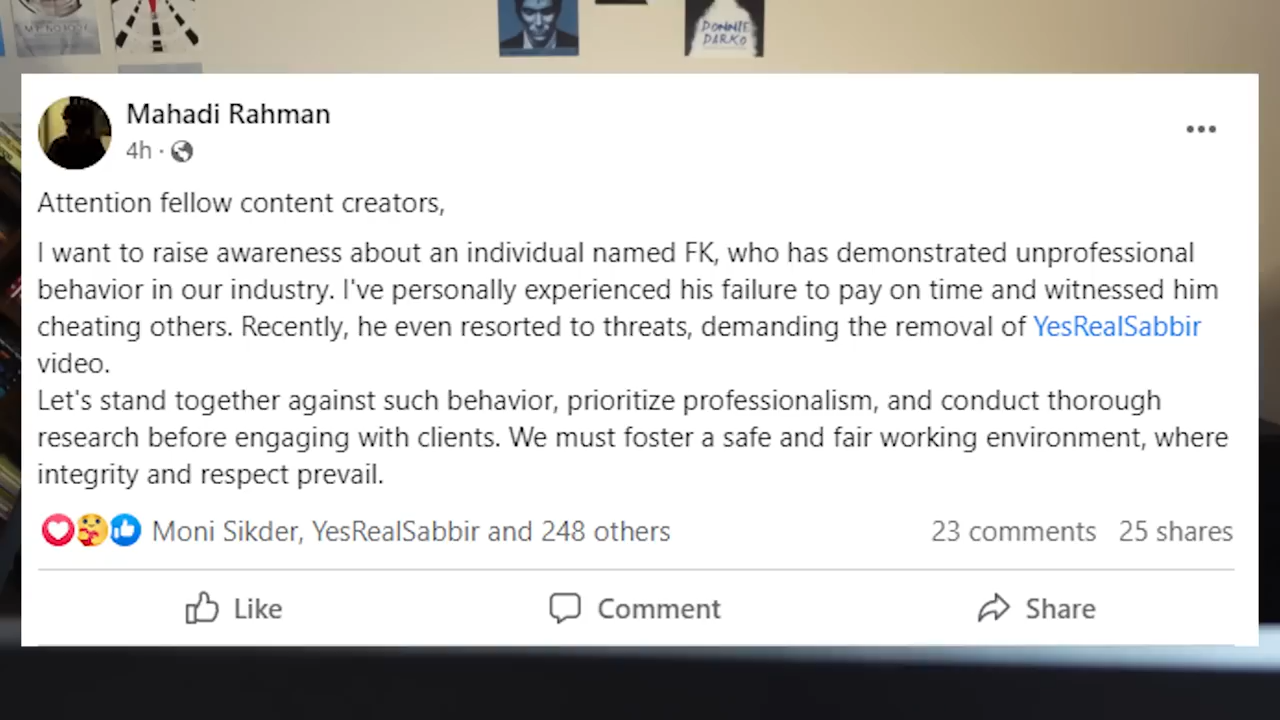 MY NOBODY
DONNIE
DARKO
Mahadi Rahman
4h ·
Attention fellow content creators,
I want to raise awareness about an individual named FK, who has demonstrated unprofessional
behavior in our industry. I've personally experienced his failure to pay on time and witnessed him
cheating others. Recently, he even resorted to threats, demanding the removal of YesRealSabbir
video.
Let's stand together against such behavior, prioritize professionalism, and conduct thorough
research before engaging with clients. We must foster a safe and fair working environment, where
integrity and respect prevail.
Moni Sikder, YesRealSabbir and 248 others
23 comments 25 shares
Like Comment Share